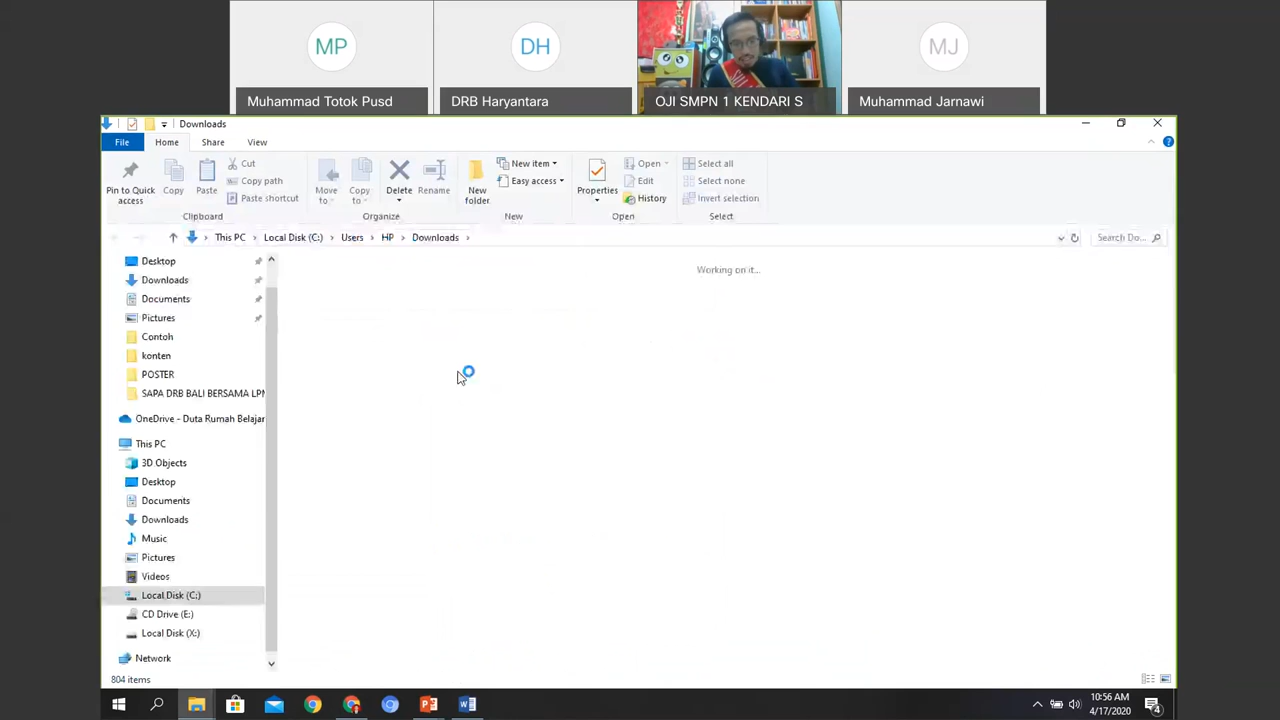 MP
DH
MJ
Muhammad Totok Pusd
DRB Haryantara
OJI SMPN 1 KENDARI S
Muhammad Jarnawi
Downloads
File
Home
Share
View
Pin to Quick
access
Copy
Paste
Cut
Copy path
Paste shortcut
Clipboard
Move
to
Copy
to
Delete
Rename
Organize
New
folder
New item
Easy access
New
Properties
Open
Edit
History
Open
Select all
Select none
Invert selection
Select
This PC > Local Disk (C:) > Users > HP > Downloads >
Search Do...
Desktop
Downloads
Documents
Pictures
Contoh
konten
POSTER
SAPA DRB BALI BERSAMA LPM
OneDrive - Duta Rumah Belajar
This PC
3D Objects
Desktop
Documents
Downloads
Music
Pictures
Videos
Local Disk (C:)
CD Drive (E:)
Local Disk (X:)
Network
Working on it...
804 items
10:56 AM
4/17/2020
4